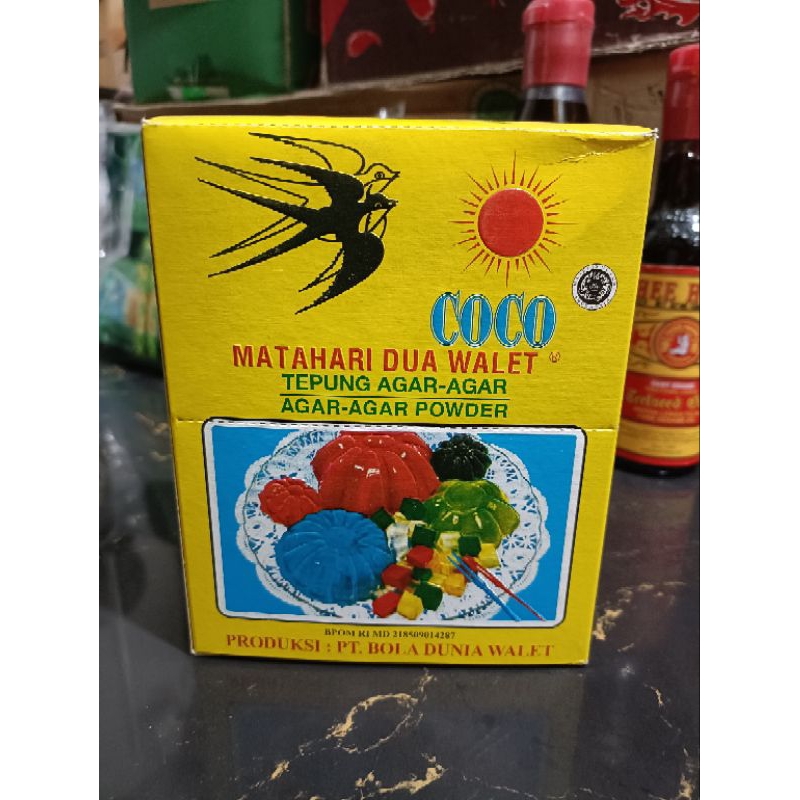 COCO
MATAHARI DUA WALET
TEPUNG AGAR-AGAR
AGAR-AGAR POWDER
BPOM RI MD 218509014287
PRODUKSI : PT. BOLA DUNIA WALET